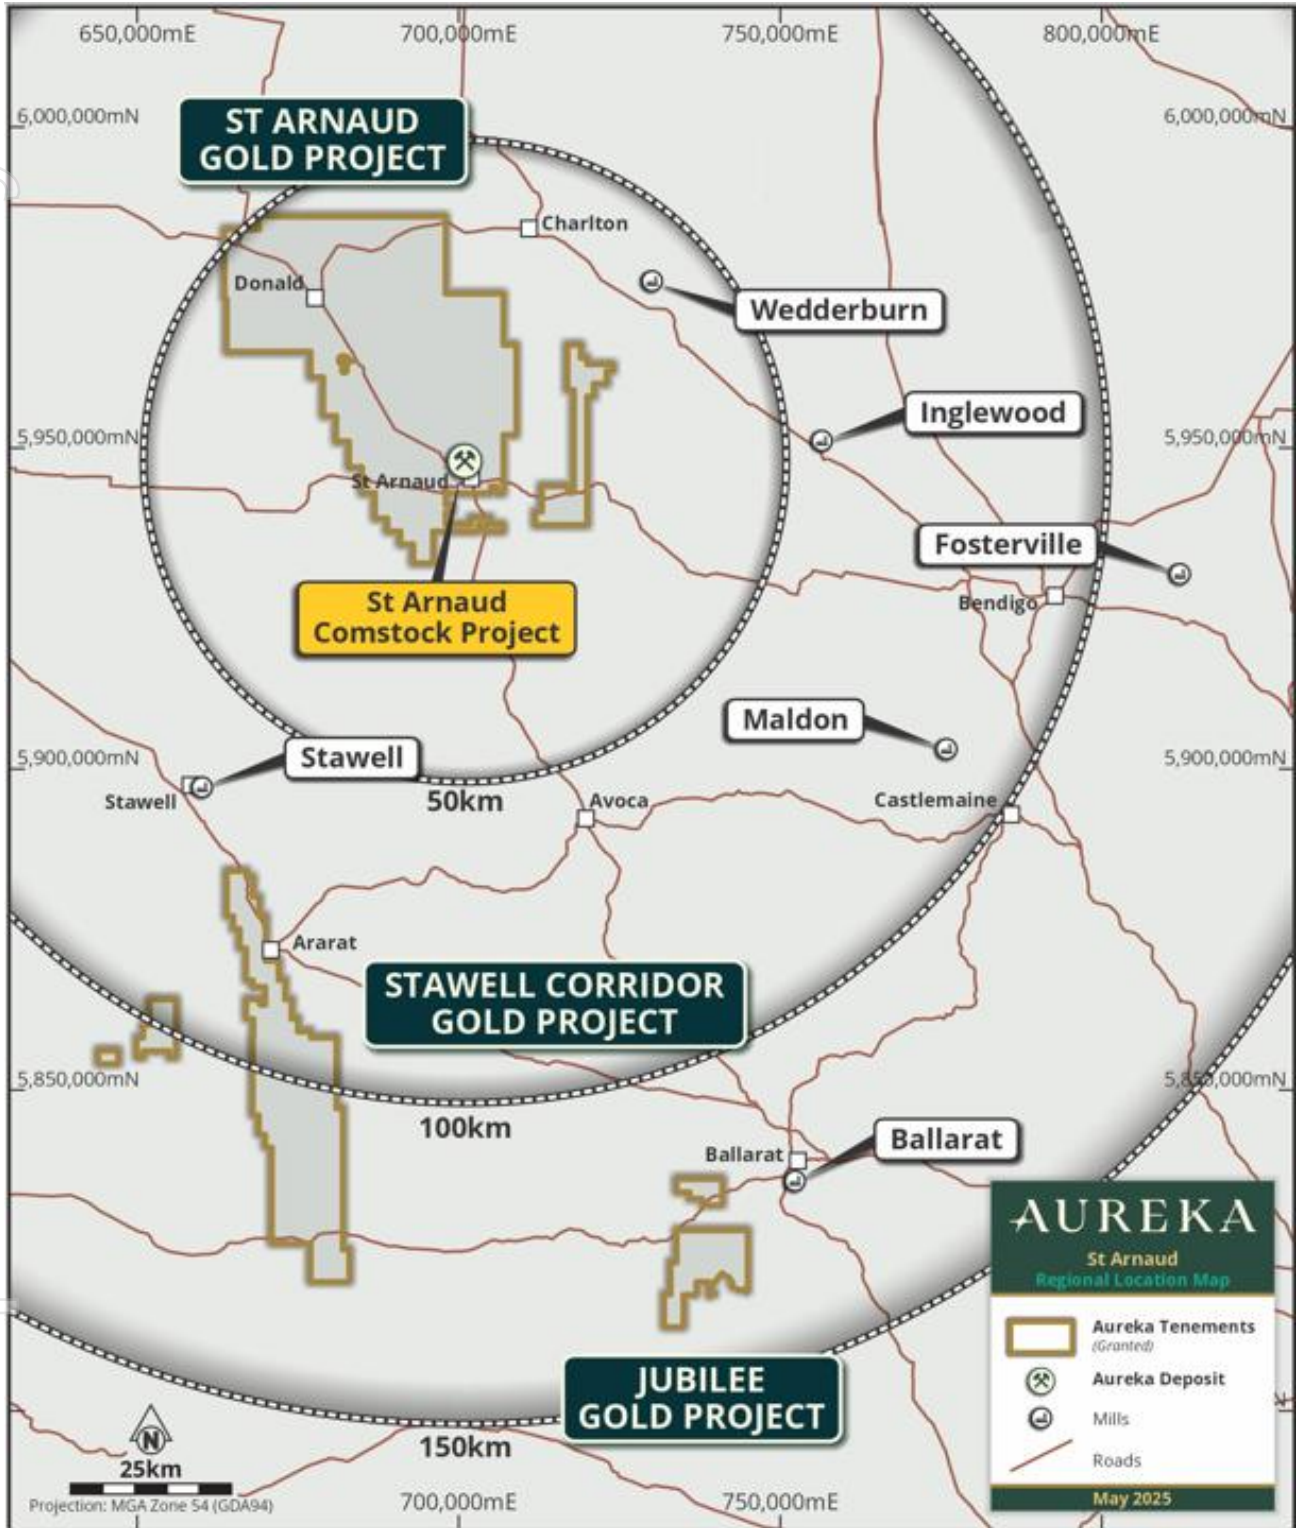 650,000mE
700,000mE
750,000mE
800,000mE
6,000,000mN
6,000,000mN
ST ARNAUD
GOLD PROJECT
Charlton
Donald
Wedderburn
Inglewood
5,950,000mN
5,950,000mN
St Arnaud
Fosterville
Bendigo
St Arnaud
Comstock Project
Maldon
Stawell
5,900,000mN
5,900,000mN
Stawell
50km
Avoca
Castlemaine
Ararat
STAWELL CORRIDOR
GOLD PROJECT
5,850,000mN
5,850,000mN
100km
Ballarat
Ballarat
JUBILEE
GOLD PROJECT
150km
N
25km
Projection: MGA Zone 54 (GDA94)
700,000mE
750,000mE
AUREKA
St Arnaud
Regional Location Map
Aureka Tenements
(Granted)
Aureka Deposit
Mills
Roads
May 2025